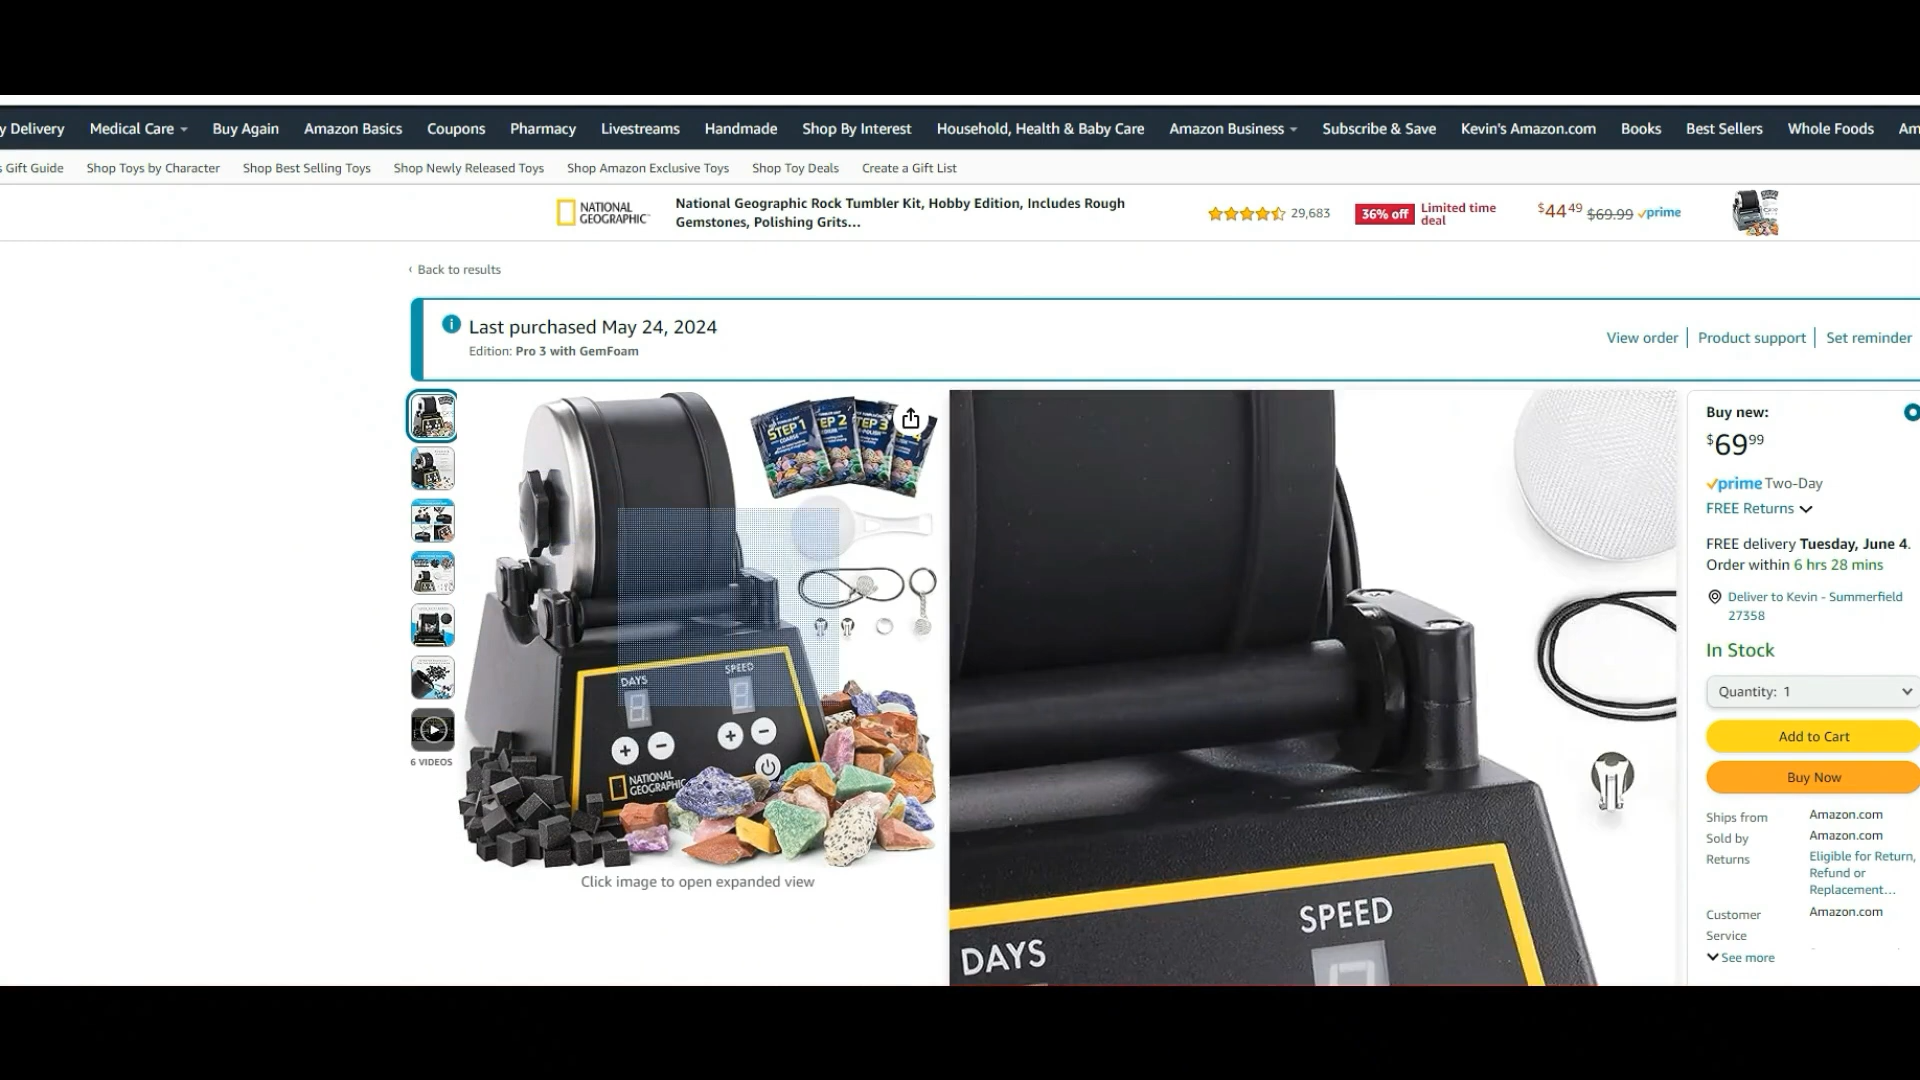 y Delivery Medical Care Buy Again Amazon Basics Coupons Pharmacy Livestreams Handmade Shop By Interest Household, Health & Baby Care Amazon Business Subscribe & Save Kevin's Amazon.com Books Best Sellers Whole Foods Am
s Gift Guide Shop Toys by Character Shop Best Selling Toys Shop Newly Released Toys Shop Amazon Exclusive Toys Shop Toy Deals Create a Gift List
NATIONAL
GEOGRAPHIC
National Geographic Rock Tumbler Kit, Hobby Edition, Includes Rough
Gemstones, Polishing Grits...
29,683
36% off
Limited time
deal
$44.49 $69.99 prime
‹ Back to results
Last purchased May 24, 2024
Edition: Pro 3 with GemFoam
View order
Product support
Set reminder
STEP 1
STEP 2
STEP 3
4
DAYS
SPEED
NATIONAL
GEOGRAPHIC
6 VIDEOS
Click image to open expanded view
SPEED
DAYS
Buy new:
$69.99
prime Two-Day
FREE Returns
FREE delivery Tuesday, June 4.
Order within 6 hrs 28 mins
Deliver to Kevin - Summerfield
27358
In Stock
Quantity: 1
Add to Cart
Buy Now
Ships from Amazon.com
Sold by Amazon.com
Returns Eligible for Return,
Refund or
Replacement...
Customer Amazon.com
Service
See more